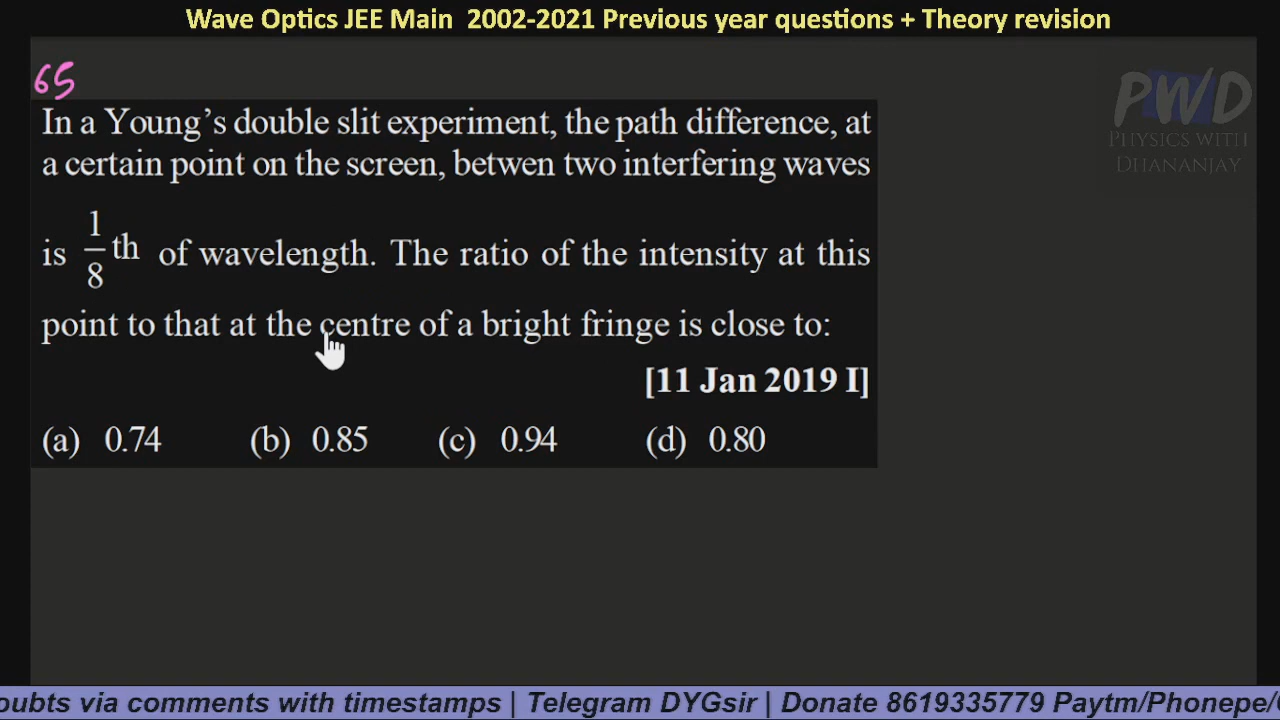 Wave Optics JEE Main 2002-2021 Previous year questions + Theory revision
65
PWD
PHYSICS WITH
DHANANJAY
In a Young's double slit experiment, the path difference, at
a certain point on the screen, betwen two interfering waves
is 1/8 th of wavelength. The ratio of the intensity at this
point to that at the centre of a bright fringe is close to:
[11 Jan 2019 I]
(a) 0.74 (b) 0.85 (c) 0.94 (d) 0.80
oubts via comments with timestamps | Telegram DYGsir | Donate 8619335779 Paytm/Phonepe/